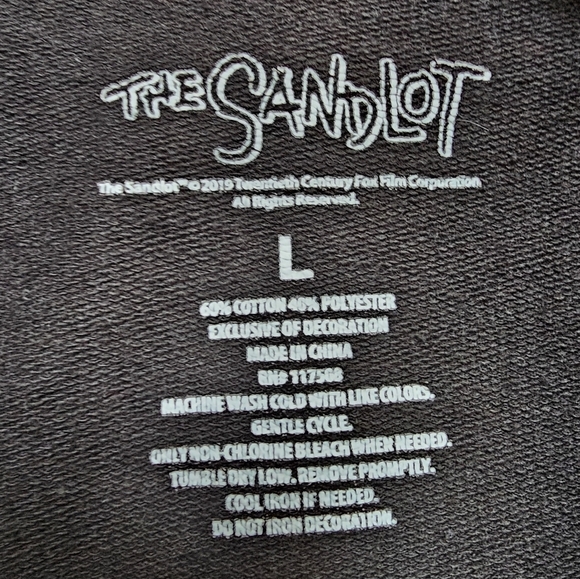 THE SANDLOT
The Sandlot™ © 2019 Twentieth Century Fox Film Corporation
All Rights Reserved.
L
60% COTTON 40% POLYESTER
EXCLUSIVE OF DECORATION
MADE IN CHINA
RN# 117568
MACHINE WASH COLD WITH LIKE COLORS.
GENTLE CYCLE.
ONLY NON-CHLORINE BLEACH WHEN NEEDED.
TUMBLE DRY LOW. REMOVE PROMPTLY.
COOL IRON IF NEEDED.
DO NOT IRON DECORATION.